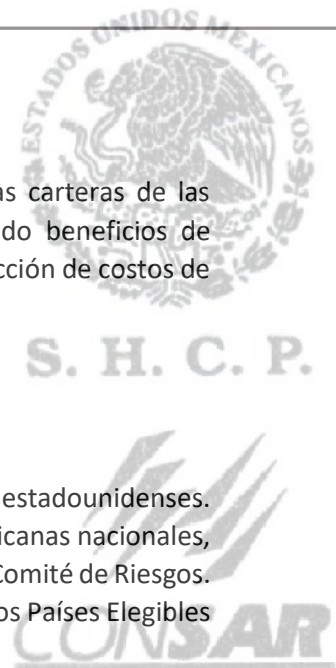 ESTADOS UNIDOS MEXICANOS
as carteras de las
do beneficios de
cción de costos de
S. H. C. P.
estadounidenses.
icanas nacionales,
Comité de Riesgos.
os Países Elegibles
CONSAR